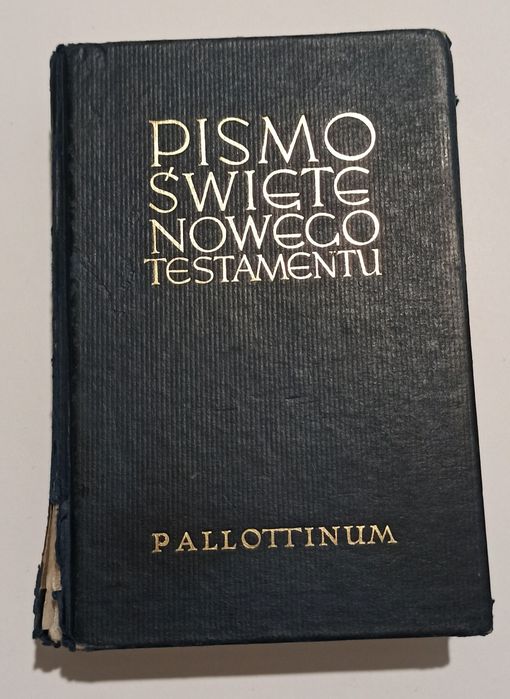 PISMO
ŚWIĘTE
NOWEGO
TESTAMENTU
PALLOTTINUM